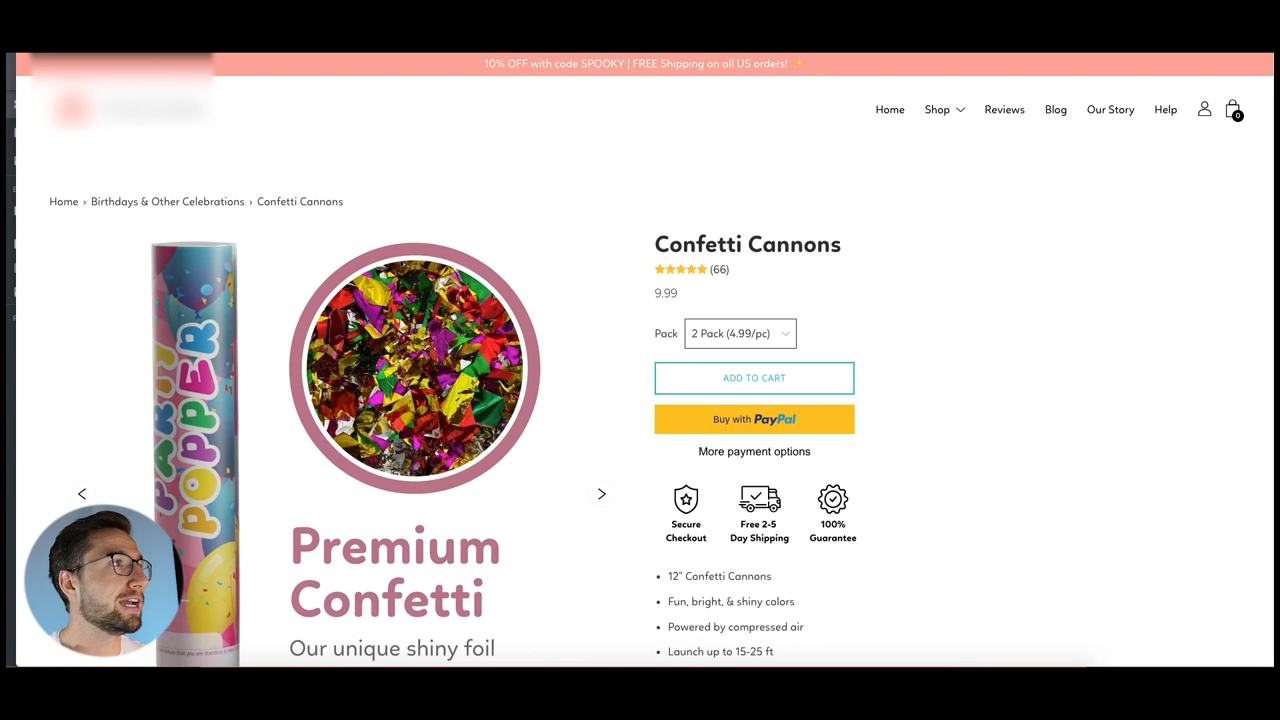 10% OFF with code SPOOKY | FREE Shipping on all US orders! ✨
Home Shop Reviews Blog Our Story Help
0
Home › Birthdays & Other Celebrations › Confetti Cannons
PARTY
POPPER
Premium
Confetti
Our unique shiny foil
Confetti Cannons
(66)
9.99
Pack 2 Pack (4.99/pc)
ADD TO CART
Buy with PayPal
More payment options
Secure
Checkout
Free 2-5
Day Shipping
100%
Guarantee
• 12" Confetti Cannons
• Fun, bright, & shiny colors
• Powered by compressed air
• Launch up to 15-25 ft